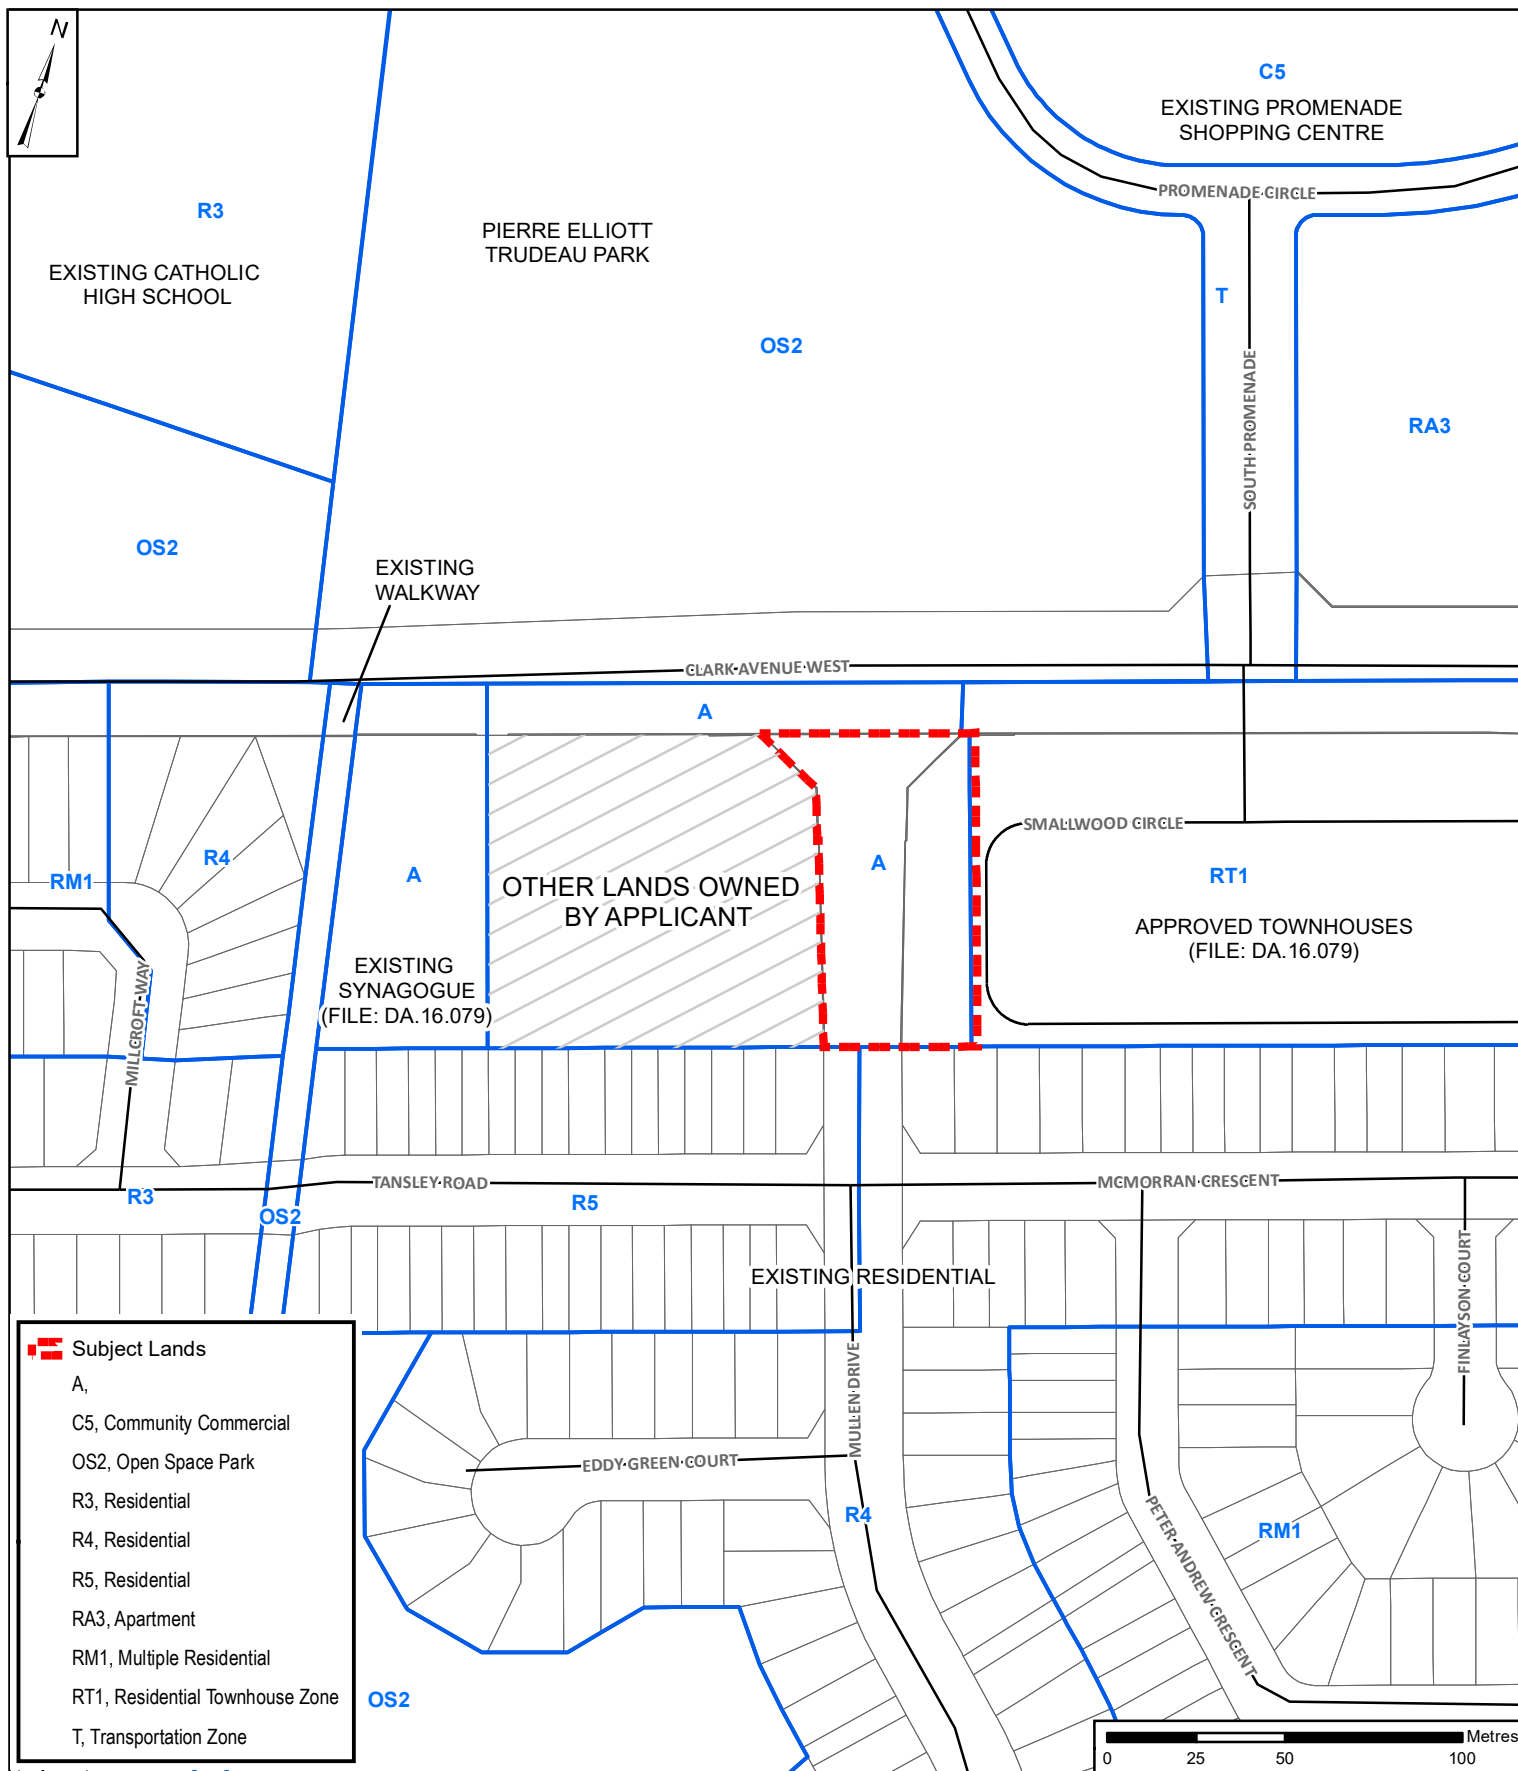 N
C5
EXISTING PROMENADE
SHOPPING CENTRE
PROMENADE CIRCLE
R3
EXISTING CATHOLIC
HIGH SCHOOL
PIERRE ELLIOTT
TRUDEAU PARK
T
OS2
SOUTH PROMENADE
RA3
OS2
EXISTING
WALKWAY
CLARK AVENUE WEST
A
SMALLWOOD CIRCLE
R4
RM1
A
A
RT1
OTHER LANDS OWNED
BY APPLICANT
APPROVED TOWNHOUSES
(FILE: DA.16.079)
EXISTING
SYNAGOGUE
(FILE: DA.16.079)
MILLCROFT WAY
TANSLEY ROAD
MCMORRAN CRESCENT
R3
OS2
R5
EXISTING RESIDENTIAL
FINLAYSON COURT
MULLEN DRIVE
EDDY GREEN COURT
R4
RM1
PETER ANDREW CRESCENT
OS2
Subject Lands
A,
C5, Community Commercial
OS2, Open Space Park
R3, Residential
R4, Residential
R5, Residential
RA3, Apartment
RM1, Multiple Residential
RT1, Residential Townhouse Zone
T, Transportation Zone
Metres
0 25 50 100